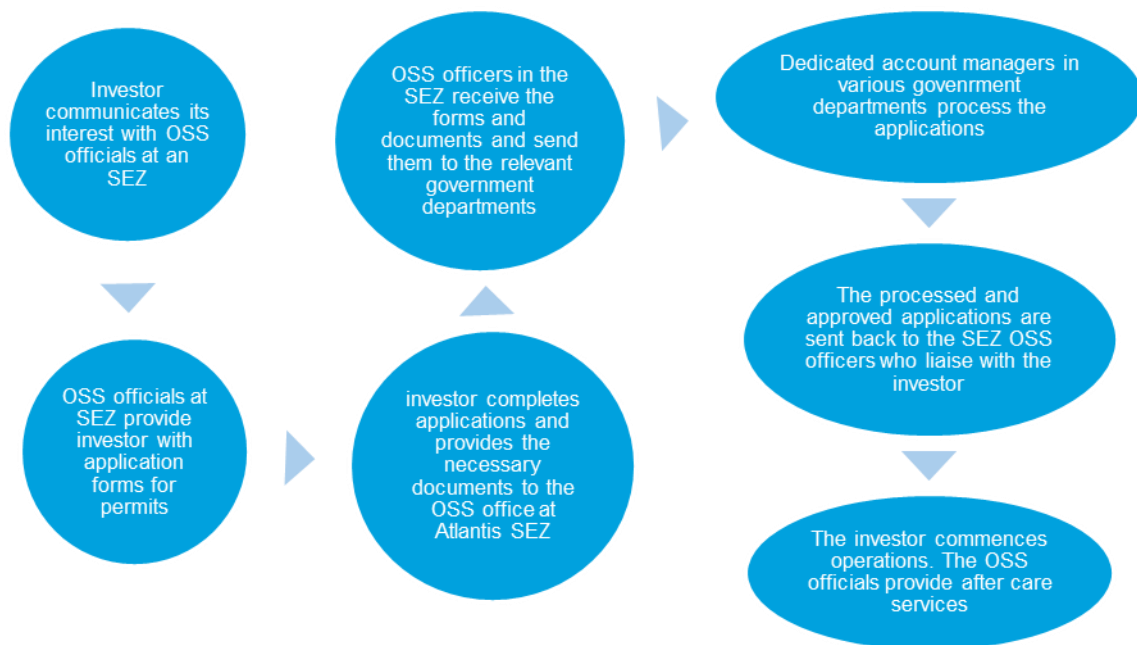 Investor
communicates its
interest with OSS
officials at an
SEZ
OSS officials at
SEZ provide
investor with
application
forms for
permits
investor completes
applications and
provides the
necessary
documents to the
OSS office at
Atlantis SEZ
OSS officers in the
SEZ receive the
forms and
documents and send
them to the relevant
government
departments
Dedicated account managers in
various govenrment
departments process the
applications
The processed and
approved applications are
sent back to the SEZ OSS
officers who liaise with the
investor
The investor commences
operations. The OSS
officials provide after care
services